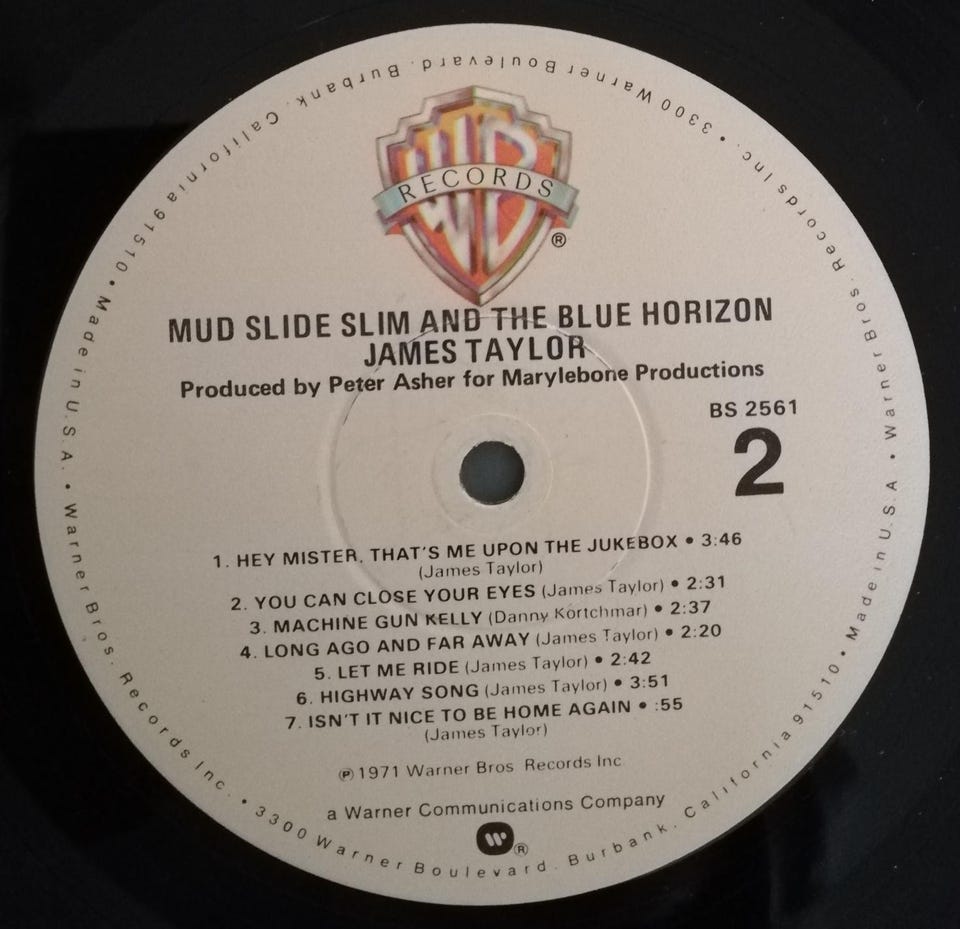 WB
RECORDS
®
MUD SLIDE SLIM AND THE BLUE HORIZON
JAMES TAYLOR
Produced by Peter Asher for Marylebone Productions
BS 2561
2
1. HEY MISTER, THAT'S ME UPON THE JUKEBOX • 3:46
(James Taylor)
2. YOU CAN CLOSE YOUR EYES (James Taylor) • 2:31
3. MACHINE GUN KELLY (Danny Kortchmar) • 2:37
4. LONG AGO AND FAR AWAY (James Taylor) • 2:20
5. LET ME RIDE (James Taylor) • 2:42
6. HIGHWAY SONG (James Taylor) • 3:51
7. ISN'T IT NICE TO BE HOME AGAIN • :55
(James Taylor)
℗ 1971 Warner Bros Records Inc
a Warner Communications Company
W ®
Made in U.S.A. • Warner Bros. Records Inc. • 3300 Warner Boulevard. Burbank. California 91510 • Made in U.S.A • Warner Bros. Records Inc. • 3300 Warner Boulevard. Burbank. California 91510 •